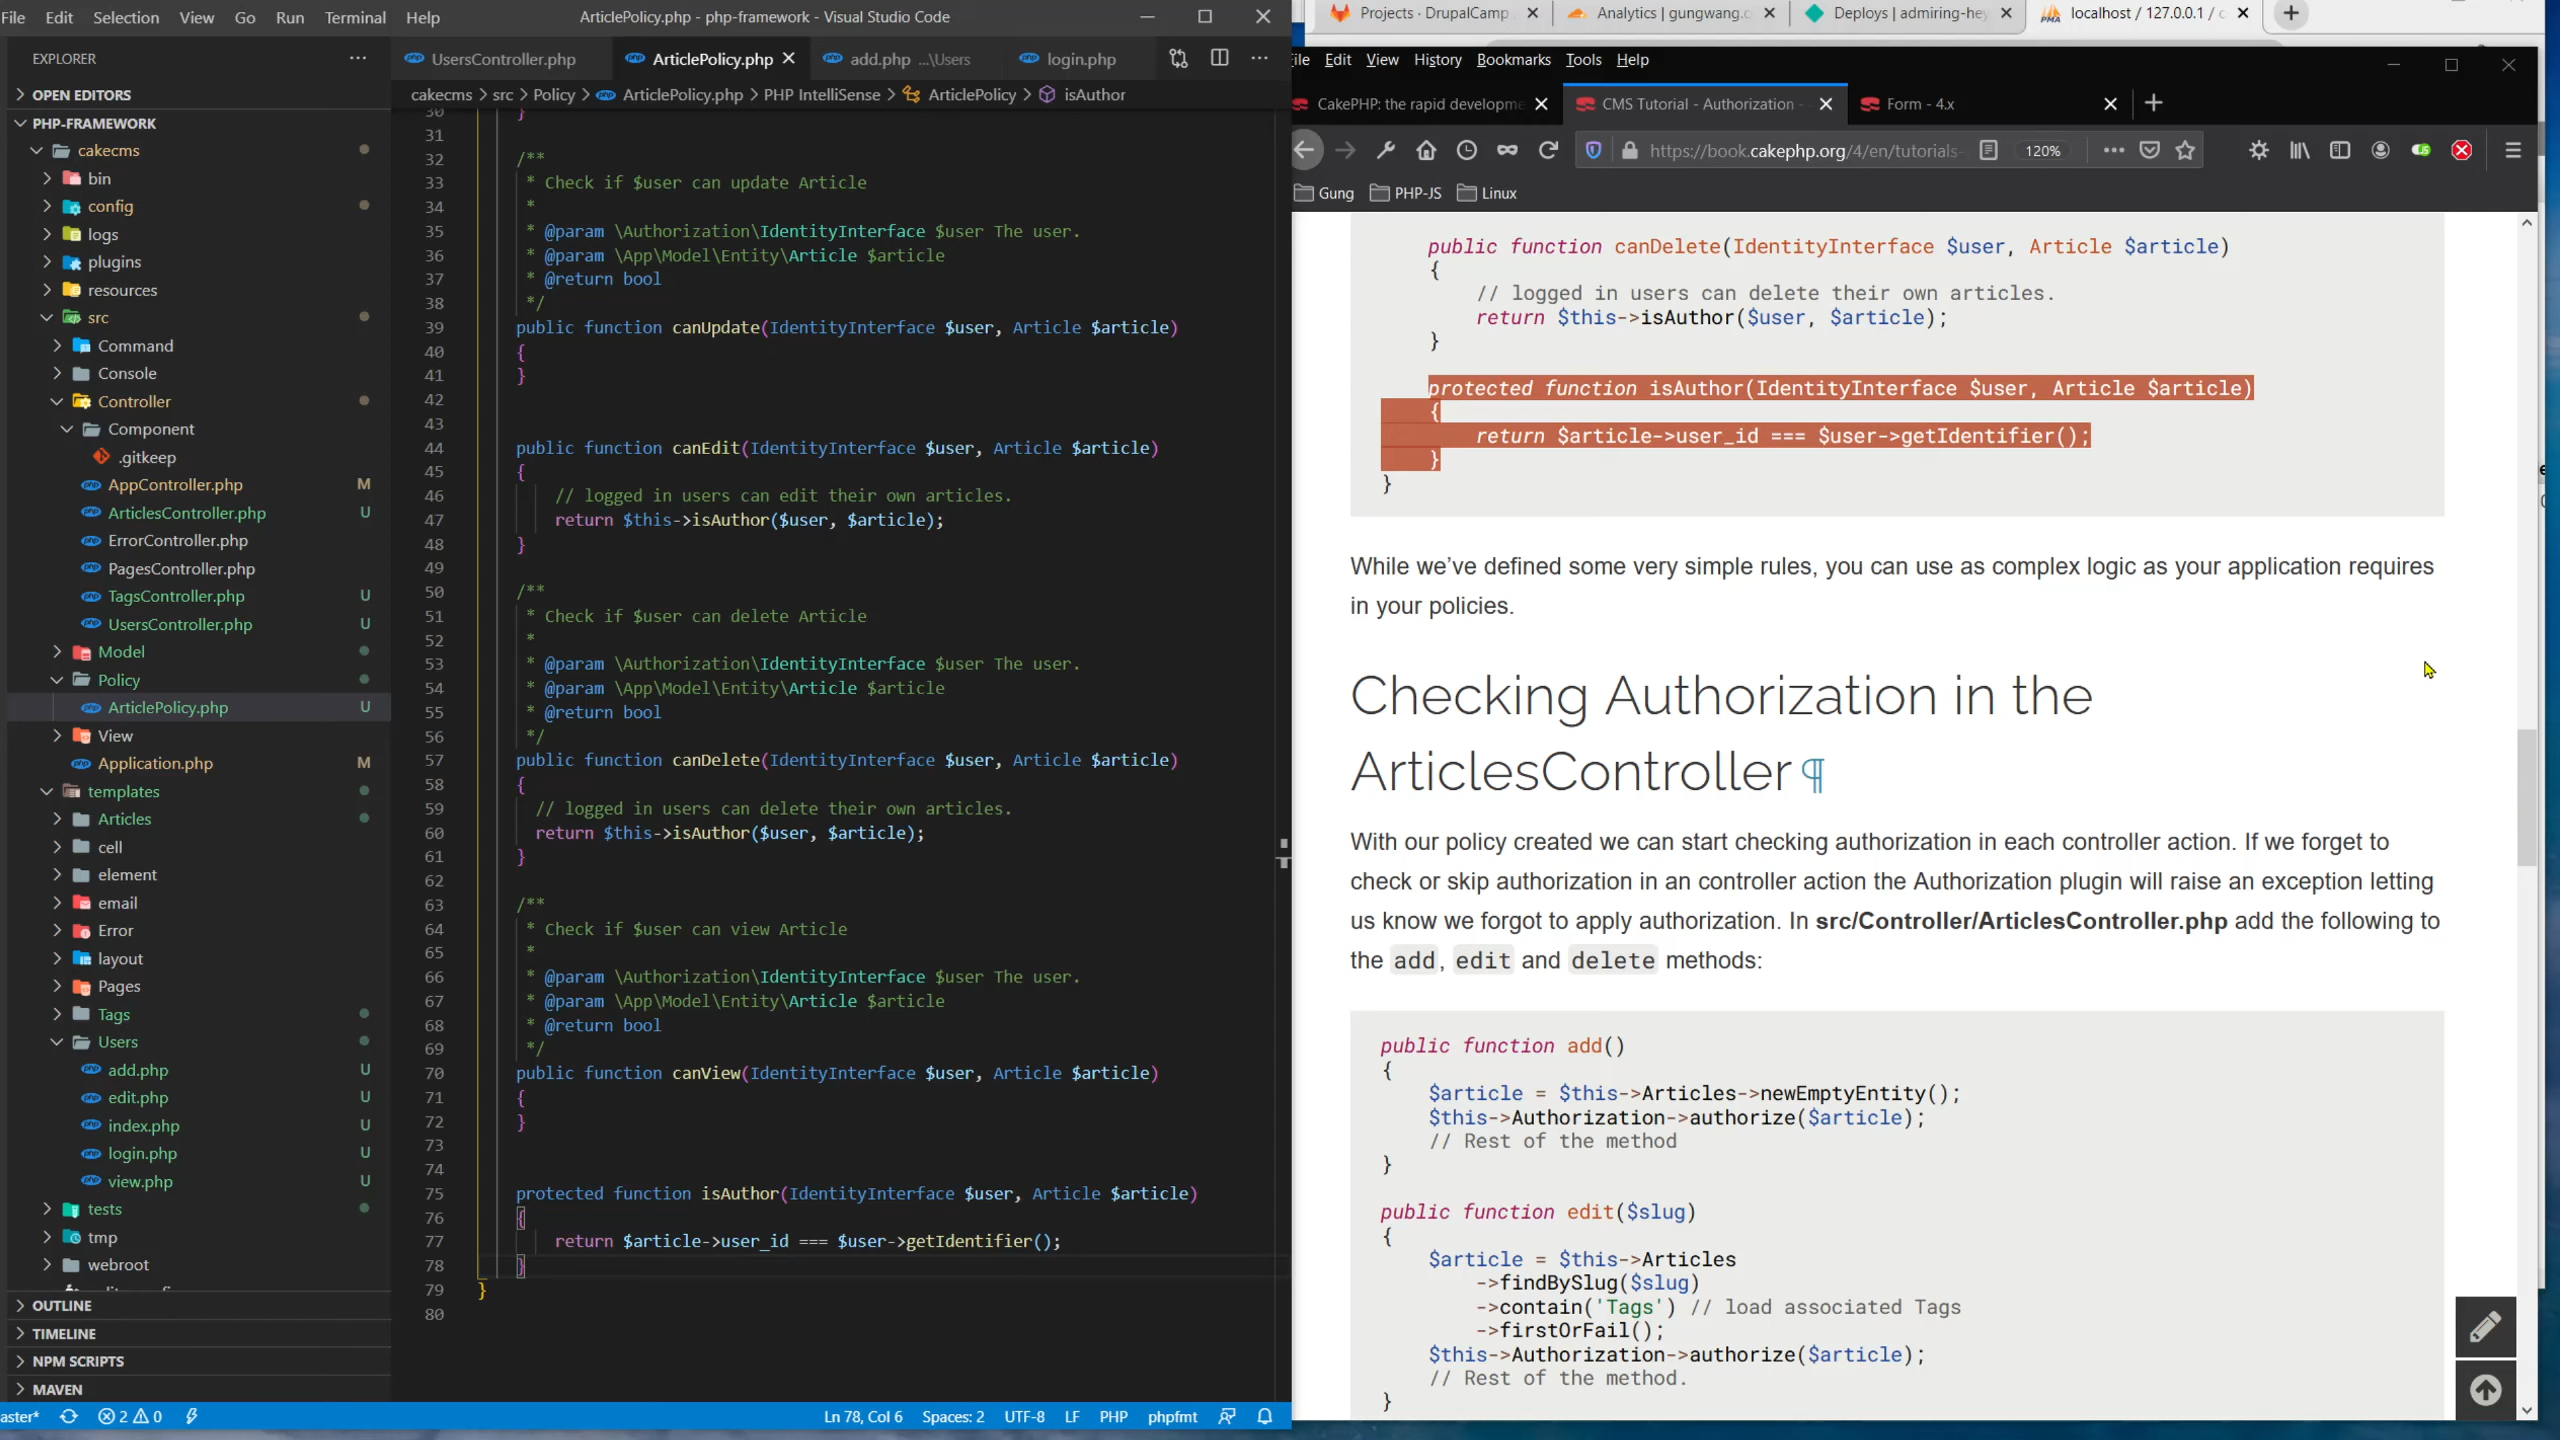 File Edit Selection View Go Run Terminal Help
ArticlePolicy.php - php-framework - Visual Studio Code
EXPLORER
OPEN EDITORS
PHP-FRAMEWORK
cakecms
bin
config
logs
plugins
resources
src
Command
Console
Controller
Component
.gitkeep
AppController.php M
ArticlesController.php U
ErrorController.php
PagesController.php
TagsController.php U
UsersController.php U
Model
Policy
ArticlePolicy.php U
View
Application.php M
templates
Articles
cell
element
email
Error
layout
Pages
Tags
Users
add.php U
edit.php U
index.php U
login.php U
view.php U
tests
tmp
webroot
OUTLINE
TIMELINE
NPM SCRIPTS
MAVEN
UsersController.php ArticlePolicy.php add.php ...\Users login.php
cakecms > src > Policy > ArticlePolicy.php > PHP IntelliSense > ArticlePolicy > isAuthor
30 }
31
32 /**
33 * Check if $user can update Article
34 *
35 * @param \Authorization\IdentityInterface $user The user.
36 * @param \App\Model\Entity\Article $article
37 * @return bool
38 */
39 public function canUpdate(IdentityInterface $user, Article $article)
40 {
41 }
42
43
44 public function canEdit(IdentityInterface $user, Article $article)
45 {
46 // logged in users can edit their own articles.
47 return $this->isAuthor($user, $article);
48 }
49
50 /**
51 * Check if $user can delete Article
52 *
53 * @param \Authorization\IdentityInterface $user The user.
54 * @param \App\Model\Entity\Article $article
55 * @return bool
56 */
57 public function canDelete(IdentityInterface $user, Article $article)
58 {
59 // logged in users can delete their own articles.
60 return $this->isAuthor($user, $article);
61 }
62
63 /**
64 * Check if $user can view Article
65 *
66 * @param \Authorization\IdentityInterface $user The user.
67 * @param \App\Model\Entity\Article $article
68 * @return bool
69 */
70 public function canView(IdentityInterface $user, Article $article)
71 {
72 }
73
74
75 protected function isAuthor(IdentityInterface $user, Article $article)
76 {
77 return $article->user_id === $user->getIdentifier();
78 }
79 }
80
aster* 2 0 Ln 78, Col 6 Spaces: 2 UTF-8 LF PHP phpfmt
Projects · DrupalCamp Analytics | gungwang.c Deploys | admiring-hey localhost / 127.0.0.1 / c
ile Edit View History Bookmarks Tools Help
CakePHP: the rapid developme CMS Tutorial - Authorization - Form - 4.x
https://book.cakephp.org/4/en/tutorials- 120%
Gung PHP-JS Linux
public function canDelete(IdentityInterface $user, Article $article)
{
// logged in users can delete their own articles.
return $this->isAuthor($user, $article);
}
protected function isAuthor(IdentityInterface $user, Article $article)
{
return $article->user_id === $user->getIdentifier();
}
}
While we’ve defined some very simple rules, you can use as complex logic as your application requires
in your policies.
Checking Authorization in the
ArticlesController¶
With our policy created we can start checking authorization in each controller action. If we forget to
check or skip authorization in an controller action the Authorization plugin will raise an exception letting
us know we forgot to apply authorization. In src/Controller/ArticlesController.php add the following to
the add, edit and delete methods:
public function add()
{
$article = $this->Articles->newEmptyEntity();
$this->Authorization->authorize($article);
// Rest of the method
}
public function edit($slug)
{
$article = $this->Articles
->findBySlug($slug)
->contain('Tags') // load associated Tags
->firstOrFail();
$this->Authorization->authorize($article);
// Rest of the method.
}